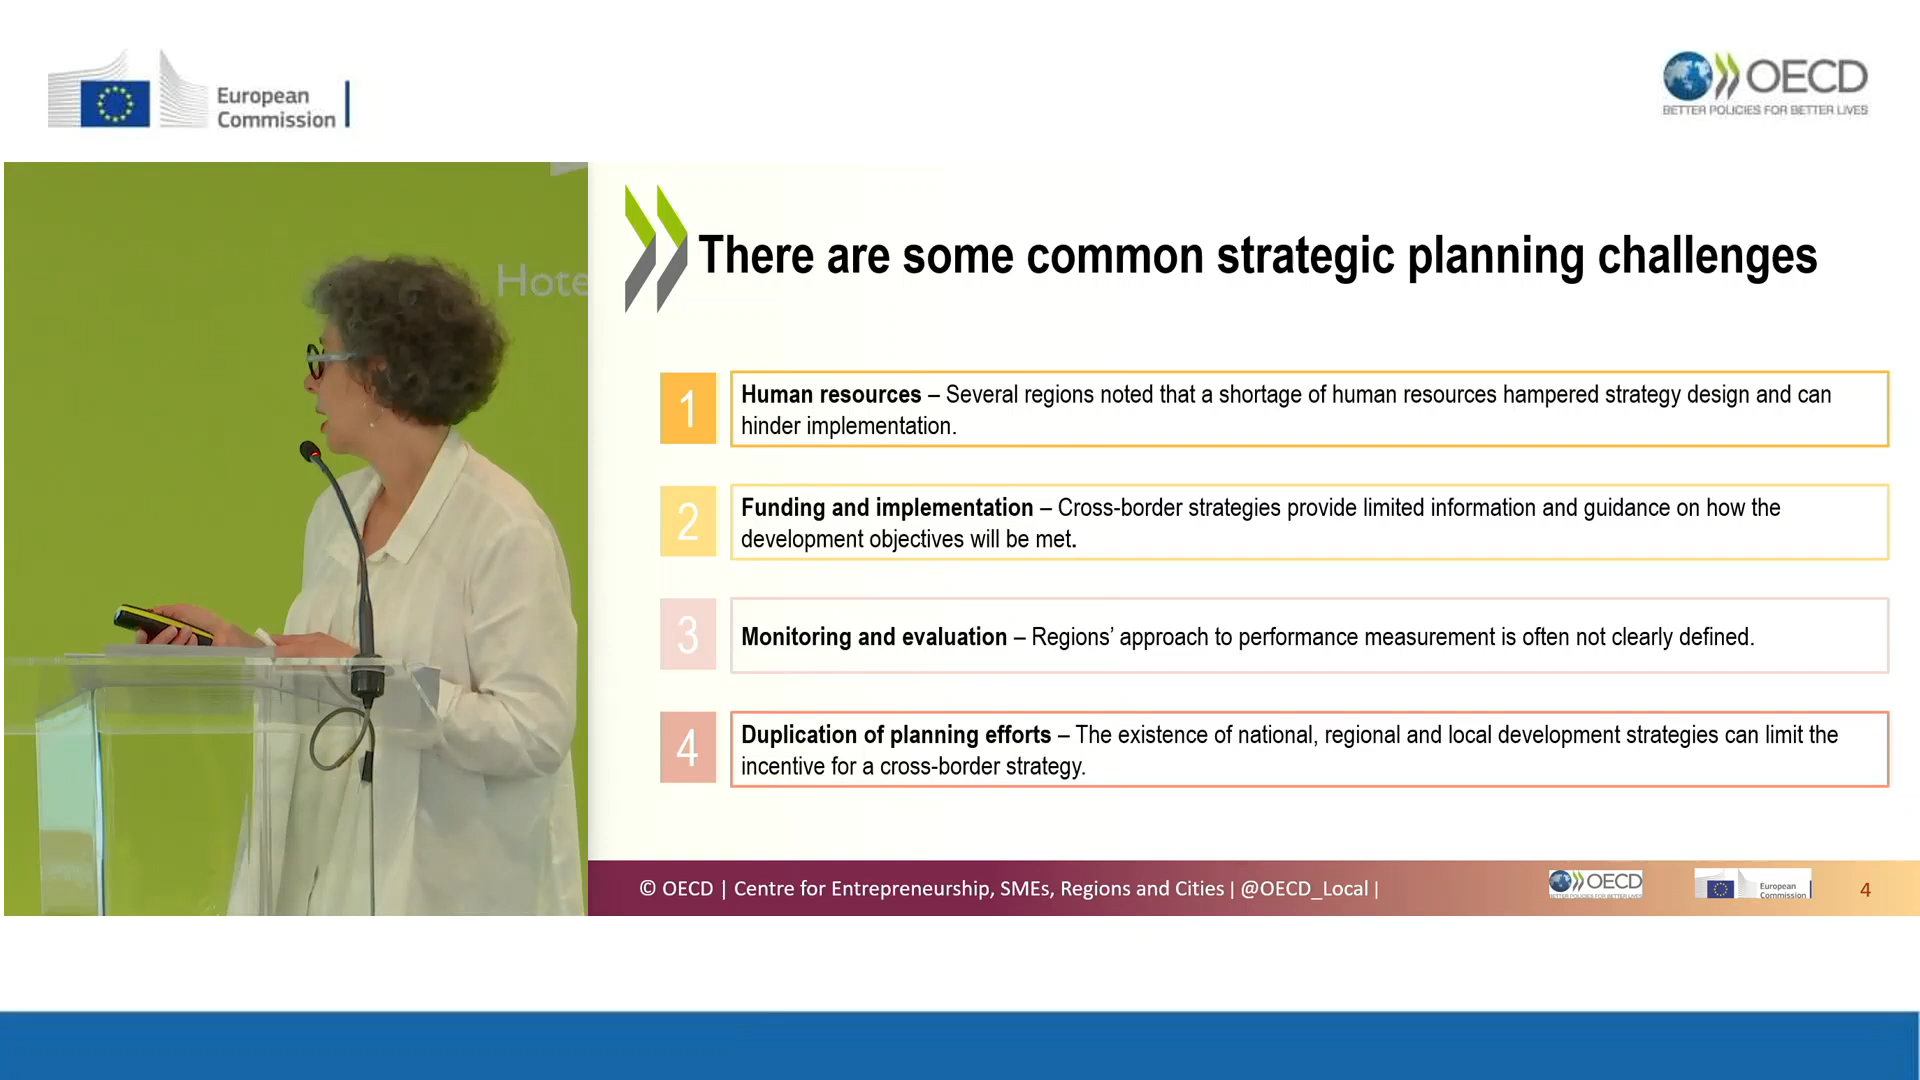 European
Commission
OECD
BETTER POLICIES FOR BETTER LIVES
Hote
There are some common strategic planning challenges
1
Human resources – Several regions noted that a shortage of human resources hampered strategy design and can
hinder implementation.
2
Funding and implementation – Cross-border strategies provide limited information and guidance on how the
development objectives will be met.
3
Monitoring and evaluation – Regions’ approach to performance measurement is often not clearly defined.
4
Duplication of planning efforts – The existence of national, regional and local development strategies can limit the
incentive for a cross-border strategy.
© OECD | Centre for Entrepreneurship, SMEs, Regions and Cities | @OECD_Local |
OECD
BETTER POLICIES FOR BETTER LIVES
European
Commission
4